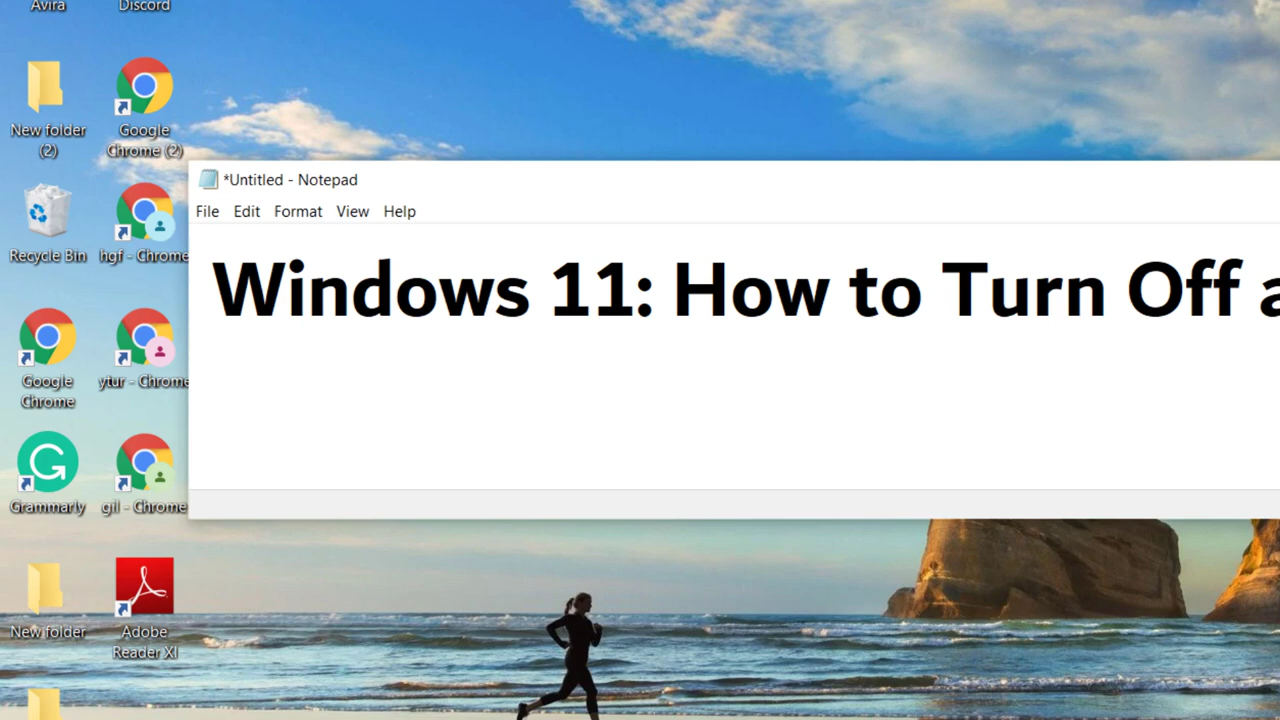 Avira
Discord
New folder
(2)
Google
Chrome (2)
*Untitled - Notepad
File Edit Format View Help
Recycle Bin
hgf - Chrome
Windows 11: How to Turn Off a
Google
Chrome
ytur - Chrome
Grammarly
gil - Chrome
New folder
Adobe
Reader XI